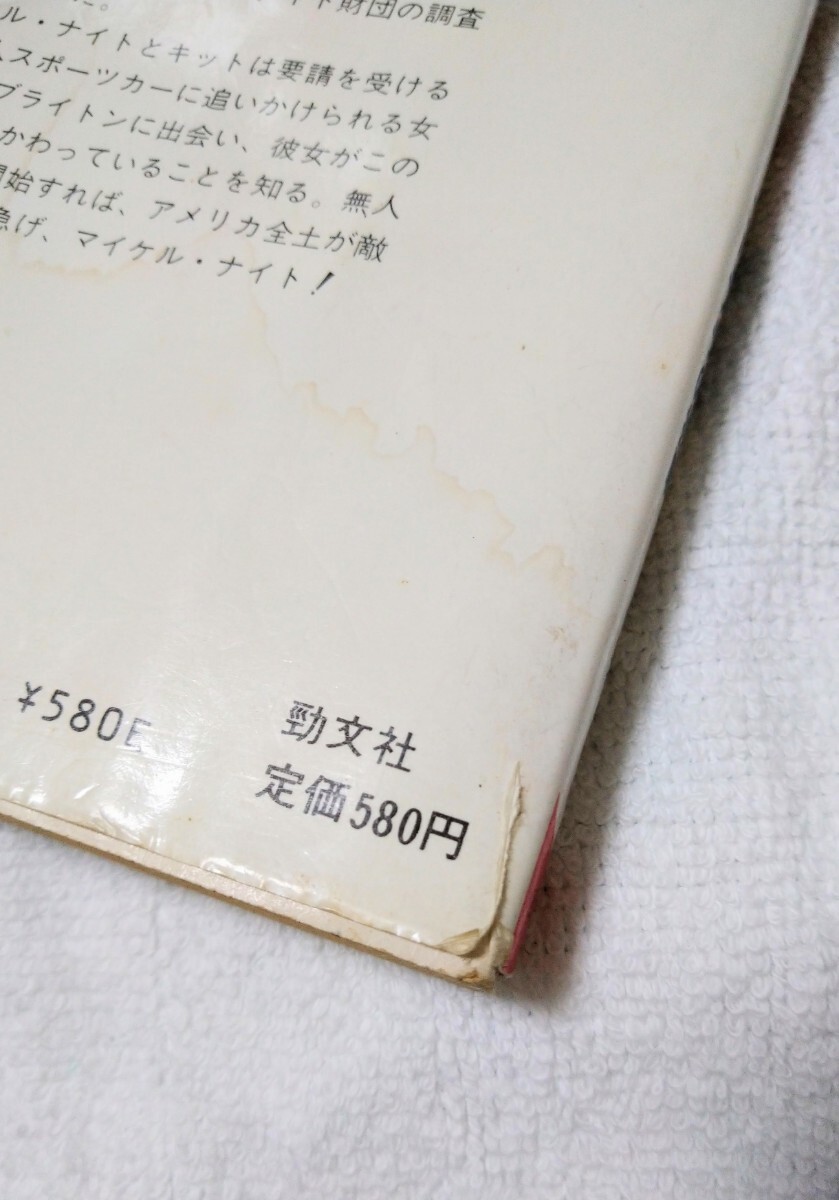 財団の調査
ル・ナイトとキットは要請を受ける
スポーツカーに追いかけられる女
ブライトンに出会い、彼女がこの
かわっていることを知る。無人
開始すれば、アメリカ全土が敵
急げ、マイケル・ナイト!
¥580E
勁文社
定価580円